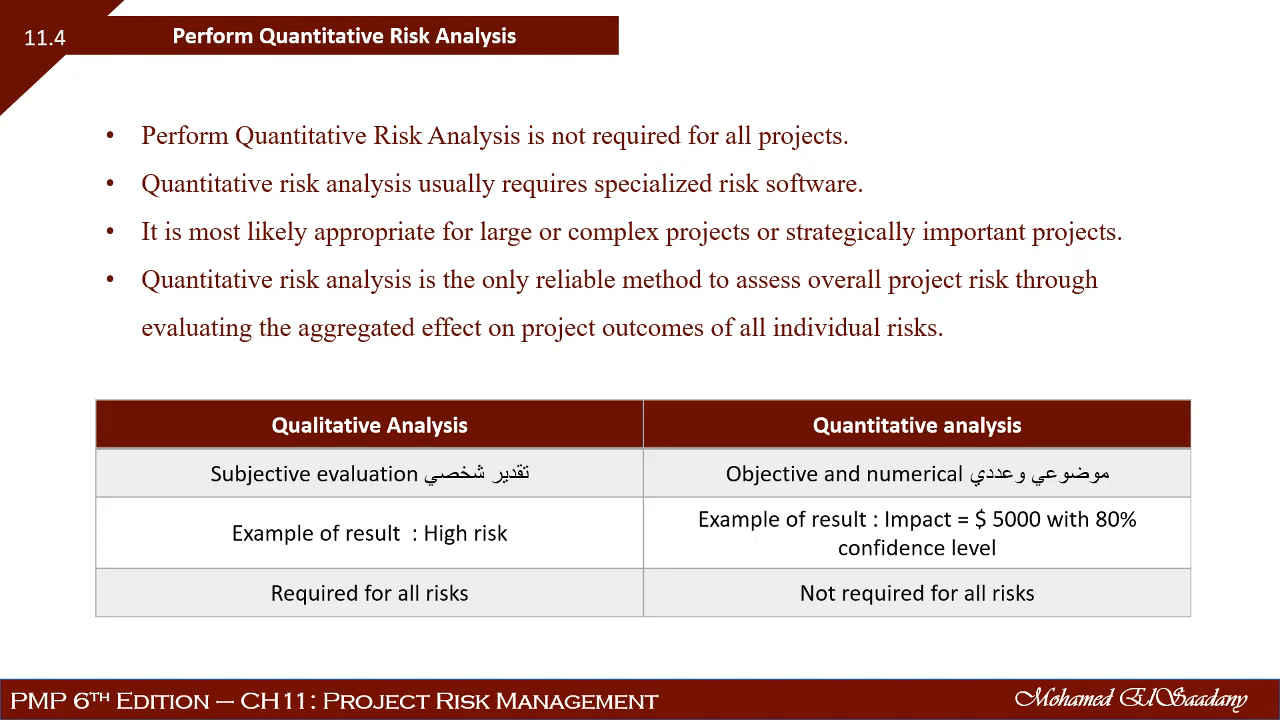 11.4
Perform Quantitative Risk Analysis
• Perform Quantitative Risk Analysis is not required for all projects.
• Quantitative risk analysis usually requires specialized risk software.
• It is most likely appropriate for large or complex projects or strategically important projects.
• Quantitative risk analysis is the only reliable method to assess overall project risk through
evaluating the aggregated effect on project outcomes of all individual risks.
Qualitative Analysis
Quantitative analysis
Subjective evaluation تقدير شخصي
Objective and numerical موضوعي وعددي
Example of result : High risk
Example of result : Impact = $ 5000 with 80%
confidence level
Required for all risks
Not required for all risks
PMP 6TH Edition – CH11: Project Risk Management
Mohamed ElSaadany